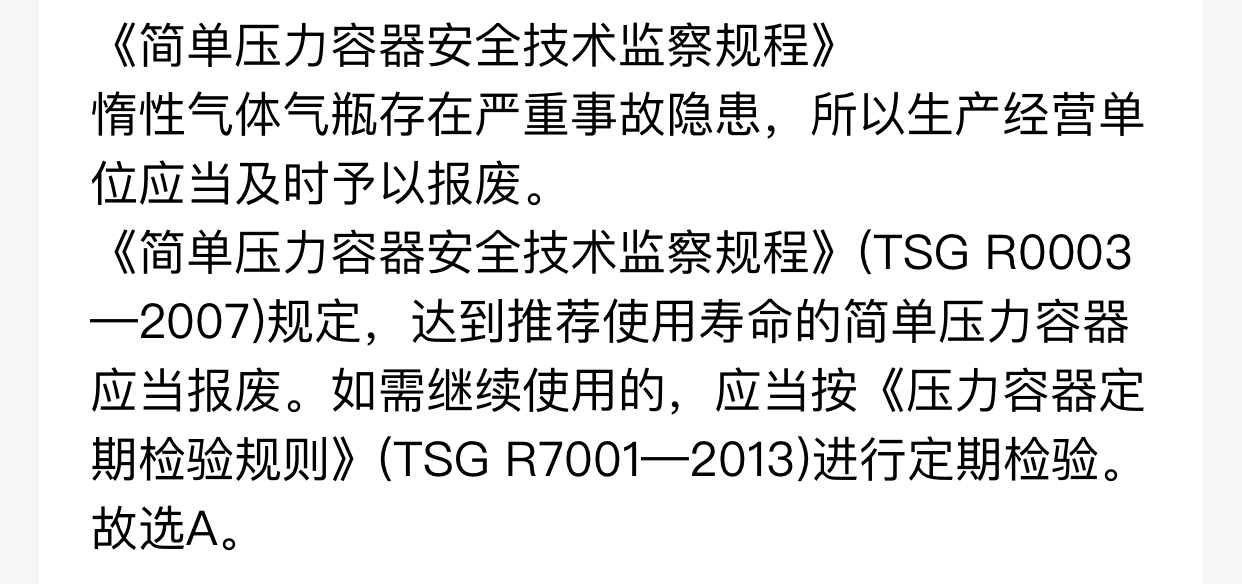 《简单压力容器安全技术监察规程》
惰性气体气瓶存在严重事故隐患，所以生产经营单
位应当及时予以报废。
《简单压力容器安全技术监察规程》(TSG R0003
—2007)规定，达到推荐使用寿命的简单压力容器
应当报废。如需继续使用的，应当按《压力容器定
期检验规则》(TSG R7001—2013)进行定期检验。
故选A。